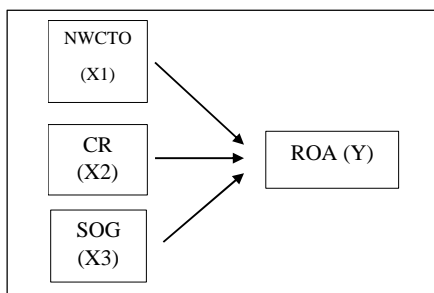 NWCTO
(X1)
CR
(X2)
ROA (Y)
SOG
(X3)